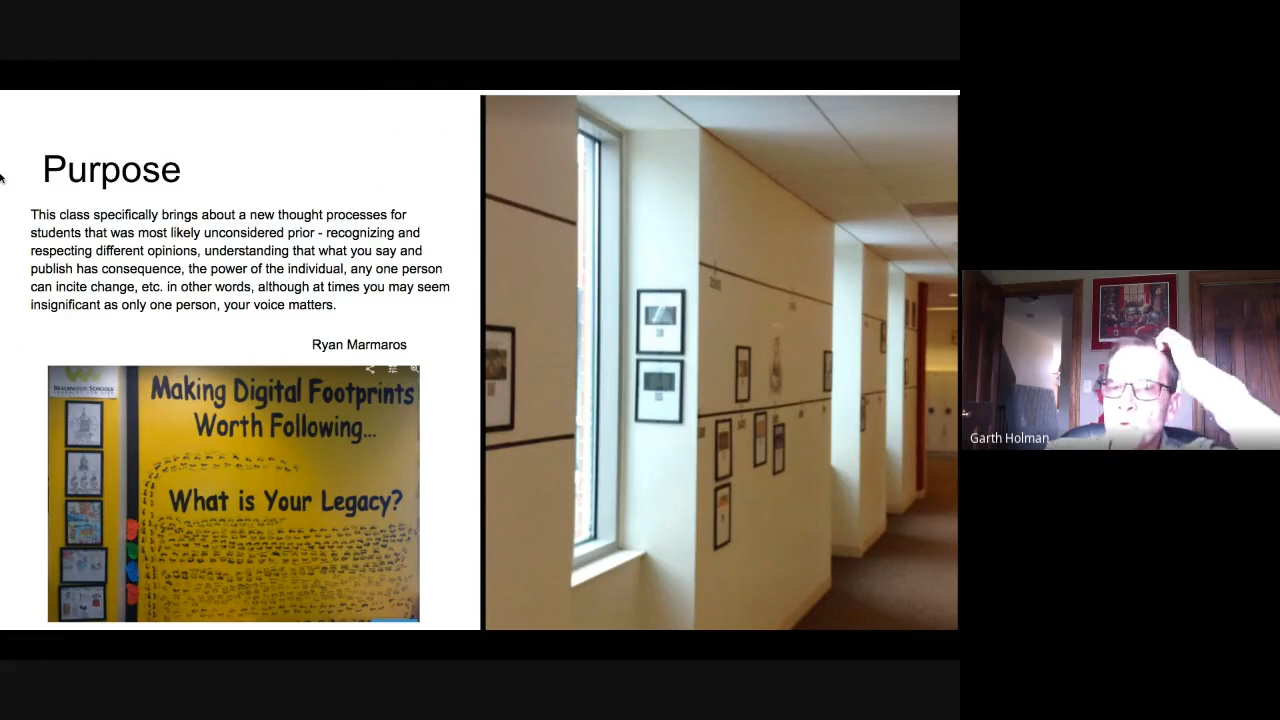 Purpose
This class specifically brings about a new thought processes for
students that was most likely unconsidered prior - recognizing and
respecting different opinions, understanding that what you say and
publish has consequence, the power of the individual, any one person
can incite change, etc. in other words, although at times you may seem
insignificant as only one person, your voice matters.
Ryan Marmaros
BEACHWOOD SCHOOLS
Making Digital Footprints
Worth Following...
What is Your Legacy?
Garth Holman